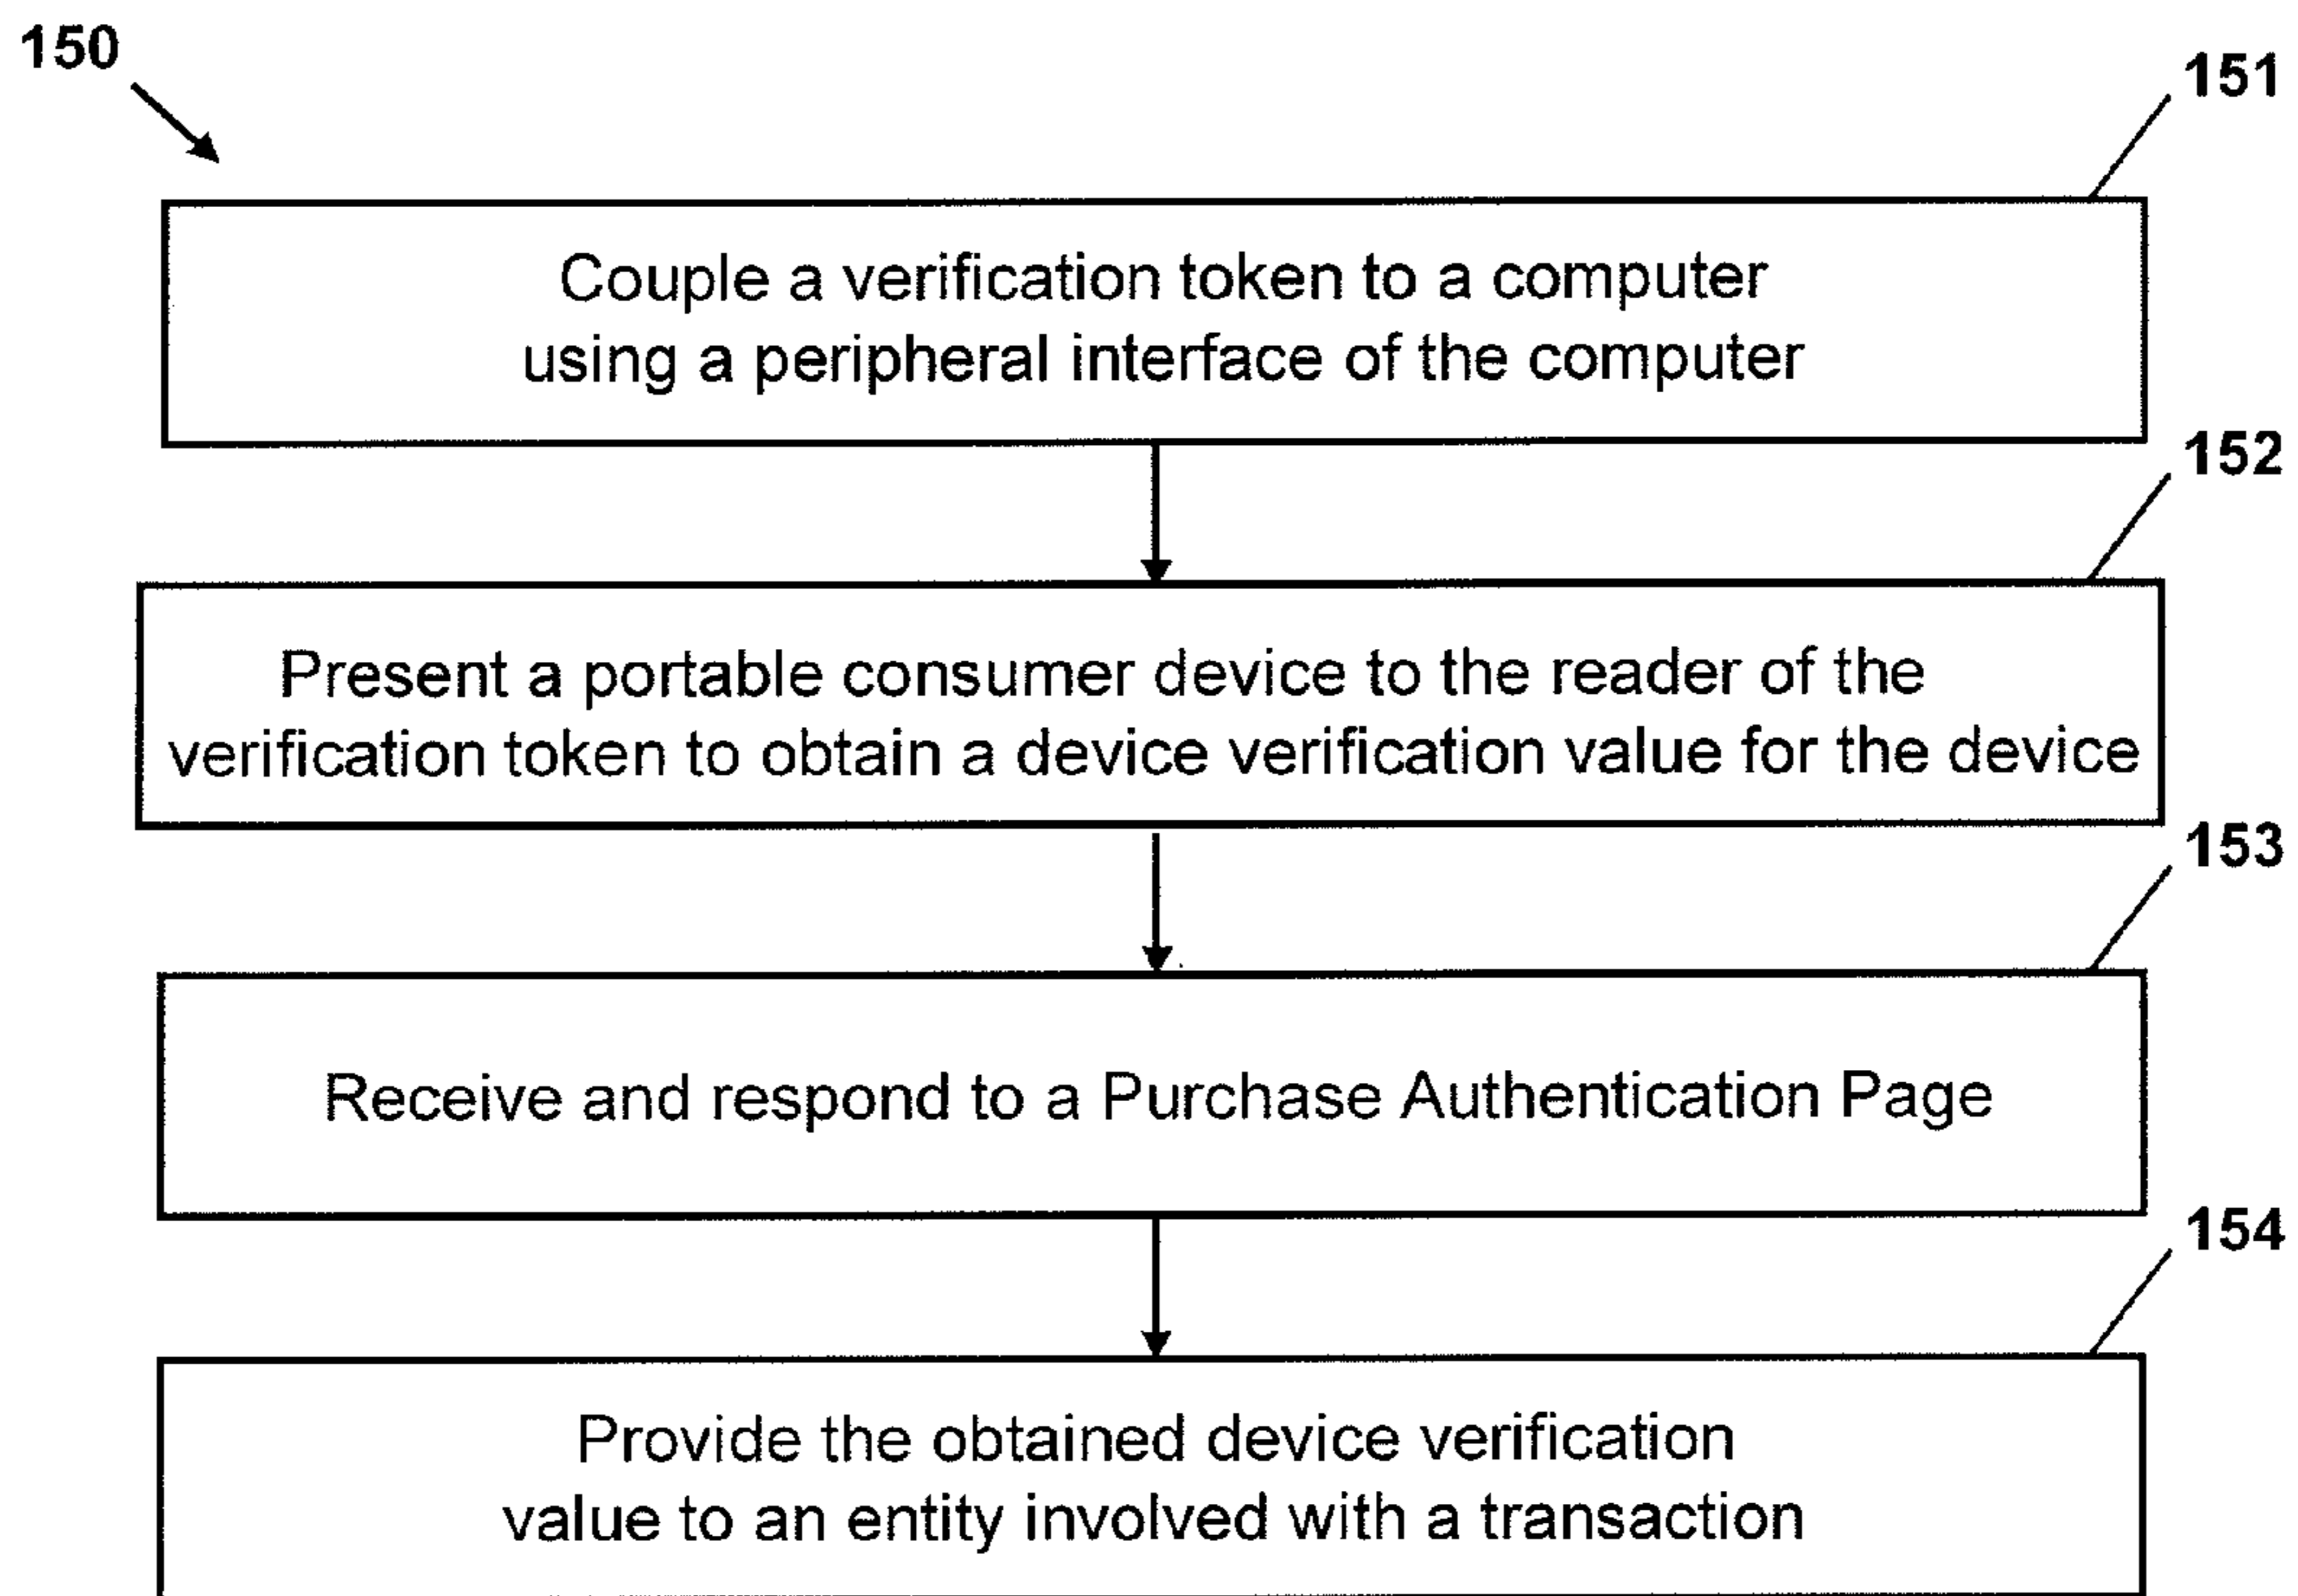 150
151
Couple a verification token to a computer
using a peripheral interface of the computer
152
Present a portable consumer device to the reader of the
verification token to obtain a device verification value for the device
153
Receive and respond to a Purchase Authentication Page
154
Provide the obtained device verification
value to an entity involved with a transaction